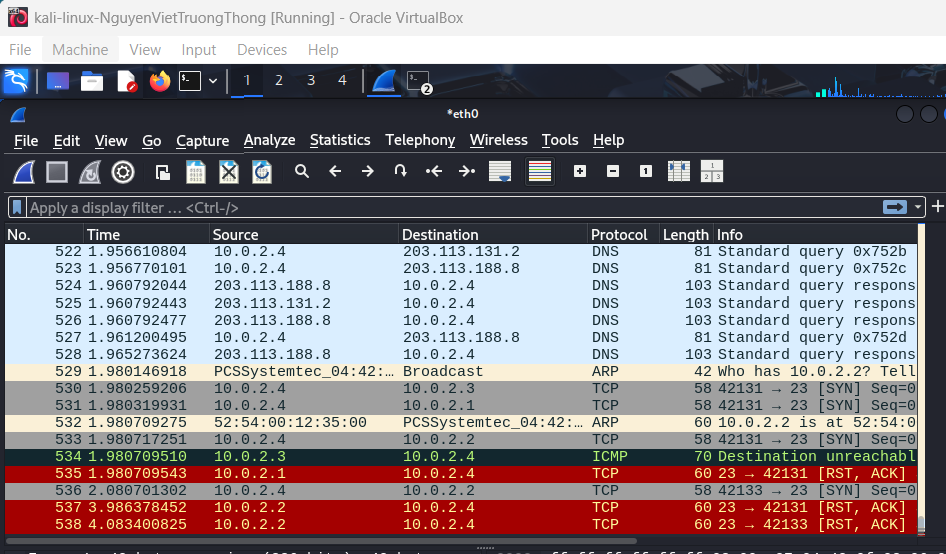 kali-linux-NguyenVietTruongThong [Running] - Oracle VirtualBox
File Machine View Input Devices Help
1 2 3 4 2
*eth0
File Edit View Go Capture Analyze Statistics Telephony Wireless Tools Help
Apply a display filter ... <Ctrl-/>
No. Time Source Destination Protocol Length Info
522 1.956610804 10.0.2.4 203.113.131.2 DNS 81 Standard query 0x752b
523 1.956770101 10.0.2.4 203.113.188.8 DNS 81 Standard query 0x752c
524 1.960792044 203.113.188.8 10.0.2.4 DNS 103 Standard query respons
525 1.960792443 203.113.131.2 10.0.2.4 DNS 103 Standard query respons
526 1.960792477 203.113.188.8 10.0.2.4 DNS 103 Standard query respons
527 1.961200495 10.0.2.4 203.113.188.8 DNS 81 Standard query 0x752d
528 1.965273624 203.113.188.8 10.0.2.4 DNS 103 Standard query respons
529 1.980146918 PCSSystemtec_04:42:… Broadcast ARP 42 Who has 10.0.2.2? Tell
530 1.980259206 10.0.2.4 10.0.2.3 TCP 58 42131 → 23 [SYN] Seq=0
531 1.980319931 10.0.2.4 10.0.2.1 TCP 58 42131 → 23 [SYN] Seq=0
532 1.980709275 52:54:00:12:35:00 PCSSystemtec_04:42:… ARP 60 10.0.2.2 is at 52:54:0
533 1.980717251 10.0.2.4 10.0.2.2 TCP 58 42131 → 23 [SYN] Seq=0
534 1.980709510 10.0.2.3 10.0.2.4 ICMP 70 Destination unreachabl
535 1.980709543 10.0.2.1 10.0.2.4 TCP 60 23 → 42131 [RST, ACK]
536 2.080701302 10.0.2.4 10.0.2.2 TCP 58 42133 → 23 [SYN] Seq=0
537 3.986378452 10.0.2.2 10.0.2.4 TCP 60 23 → 42131 [RST, ACK]
538 4.083400825 10.0.2.2 10.0.2.4 TCP 60 23 → 42133 [RST, ACK]